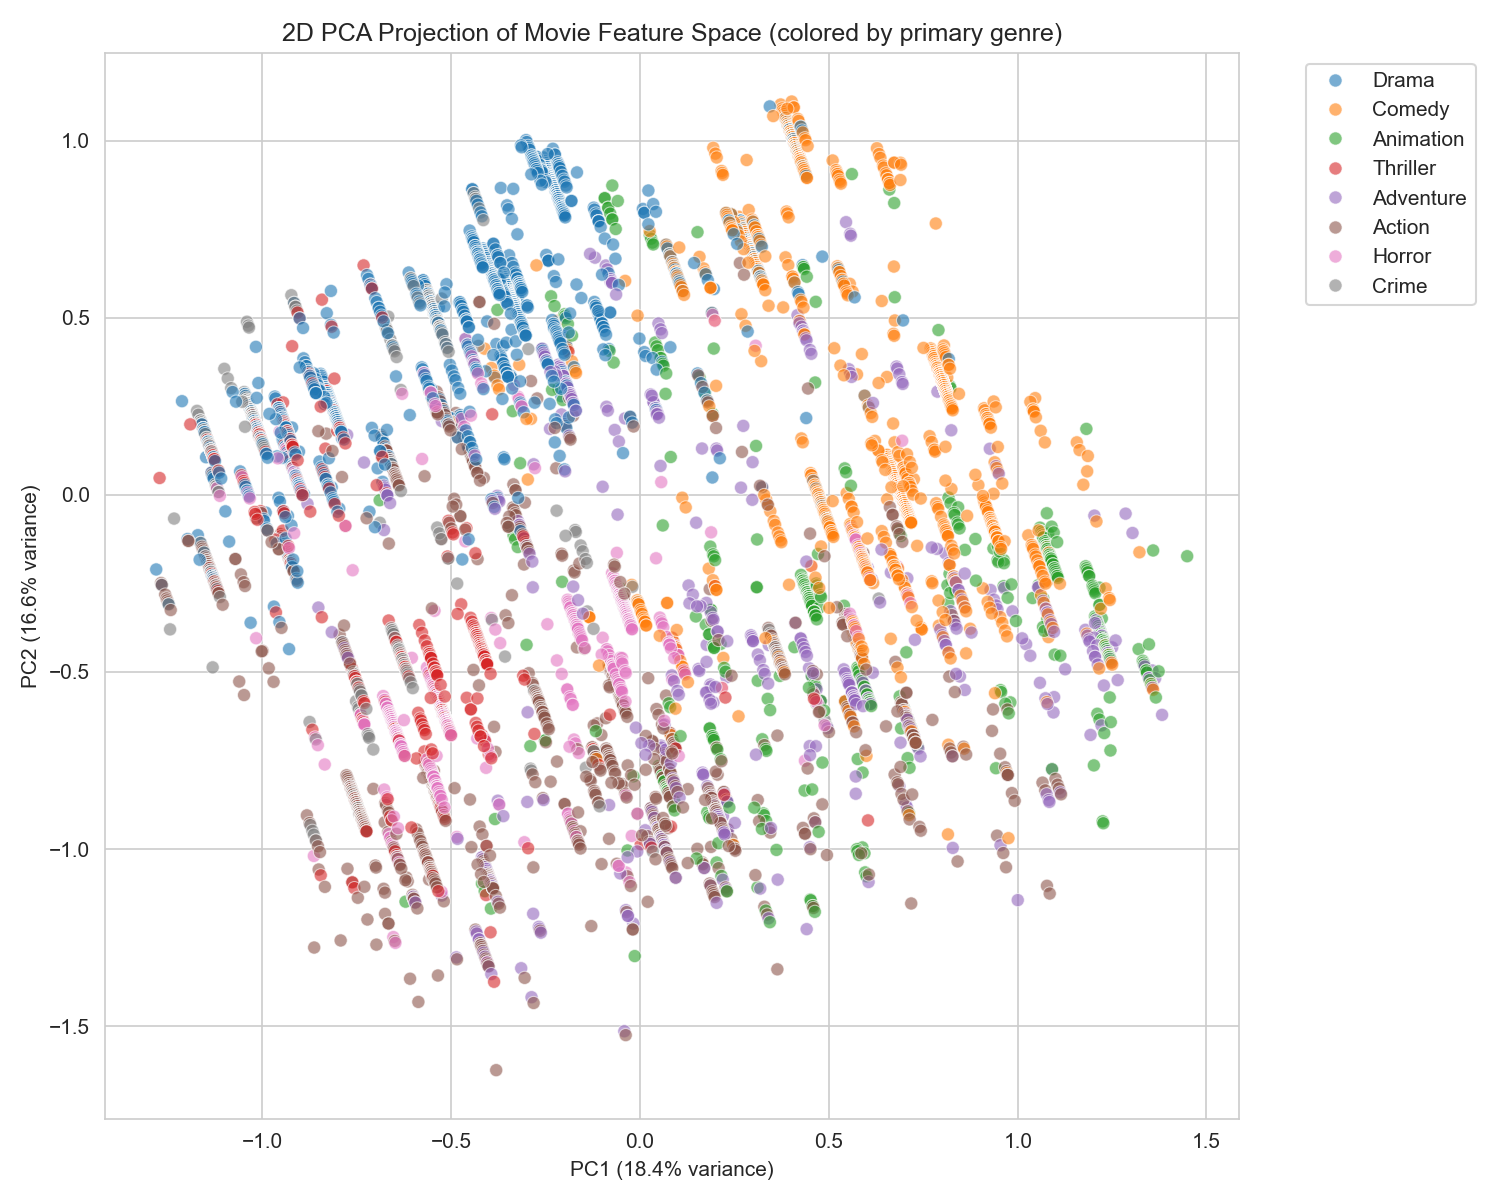 2D PCA Projection of Movie Feature Space (colored by primary genre)
Drama
Comedy
Animation
Thriller
Adventure
Action
Horror
Crime
1.0
0.5
0.0
−0.5
−1.0
−1.5
PC2 (16.6% variance)
−1.0
−0.5
0.0
0.5
1.0
1.5
PC1 (18.4% variance)